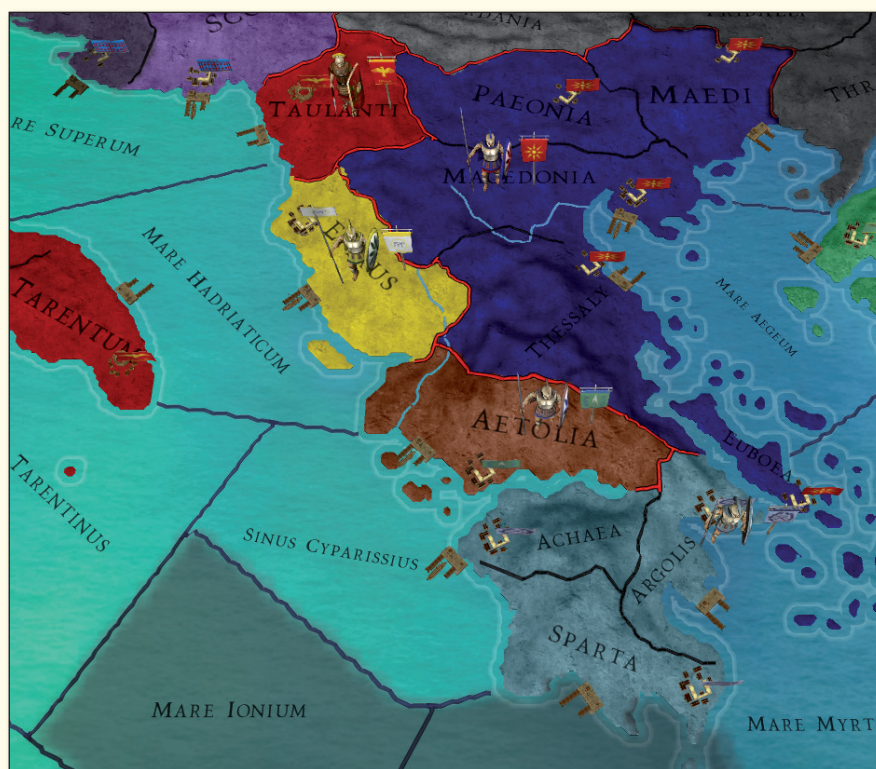 TAULANTI
PAEONIA
MAEDI
RE SUPERUM
MACEDONIA
MARE HADRIATICUM
TARENTUM
THESSALY
MARE AEGEUM
AETOLIA
EUBOEA
TARENTINUS
SINUS CYPARISSIUS
ACHAEA
ARGOLIS
SPARTA
MARE IONIUM
MARE MYRT